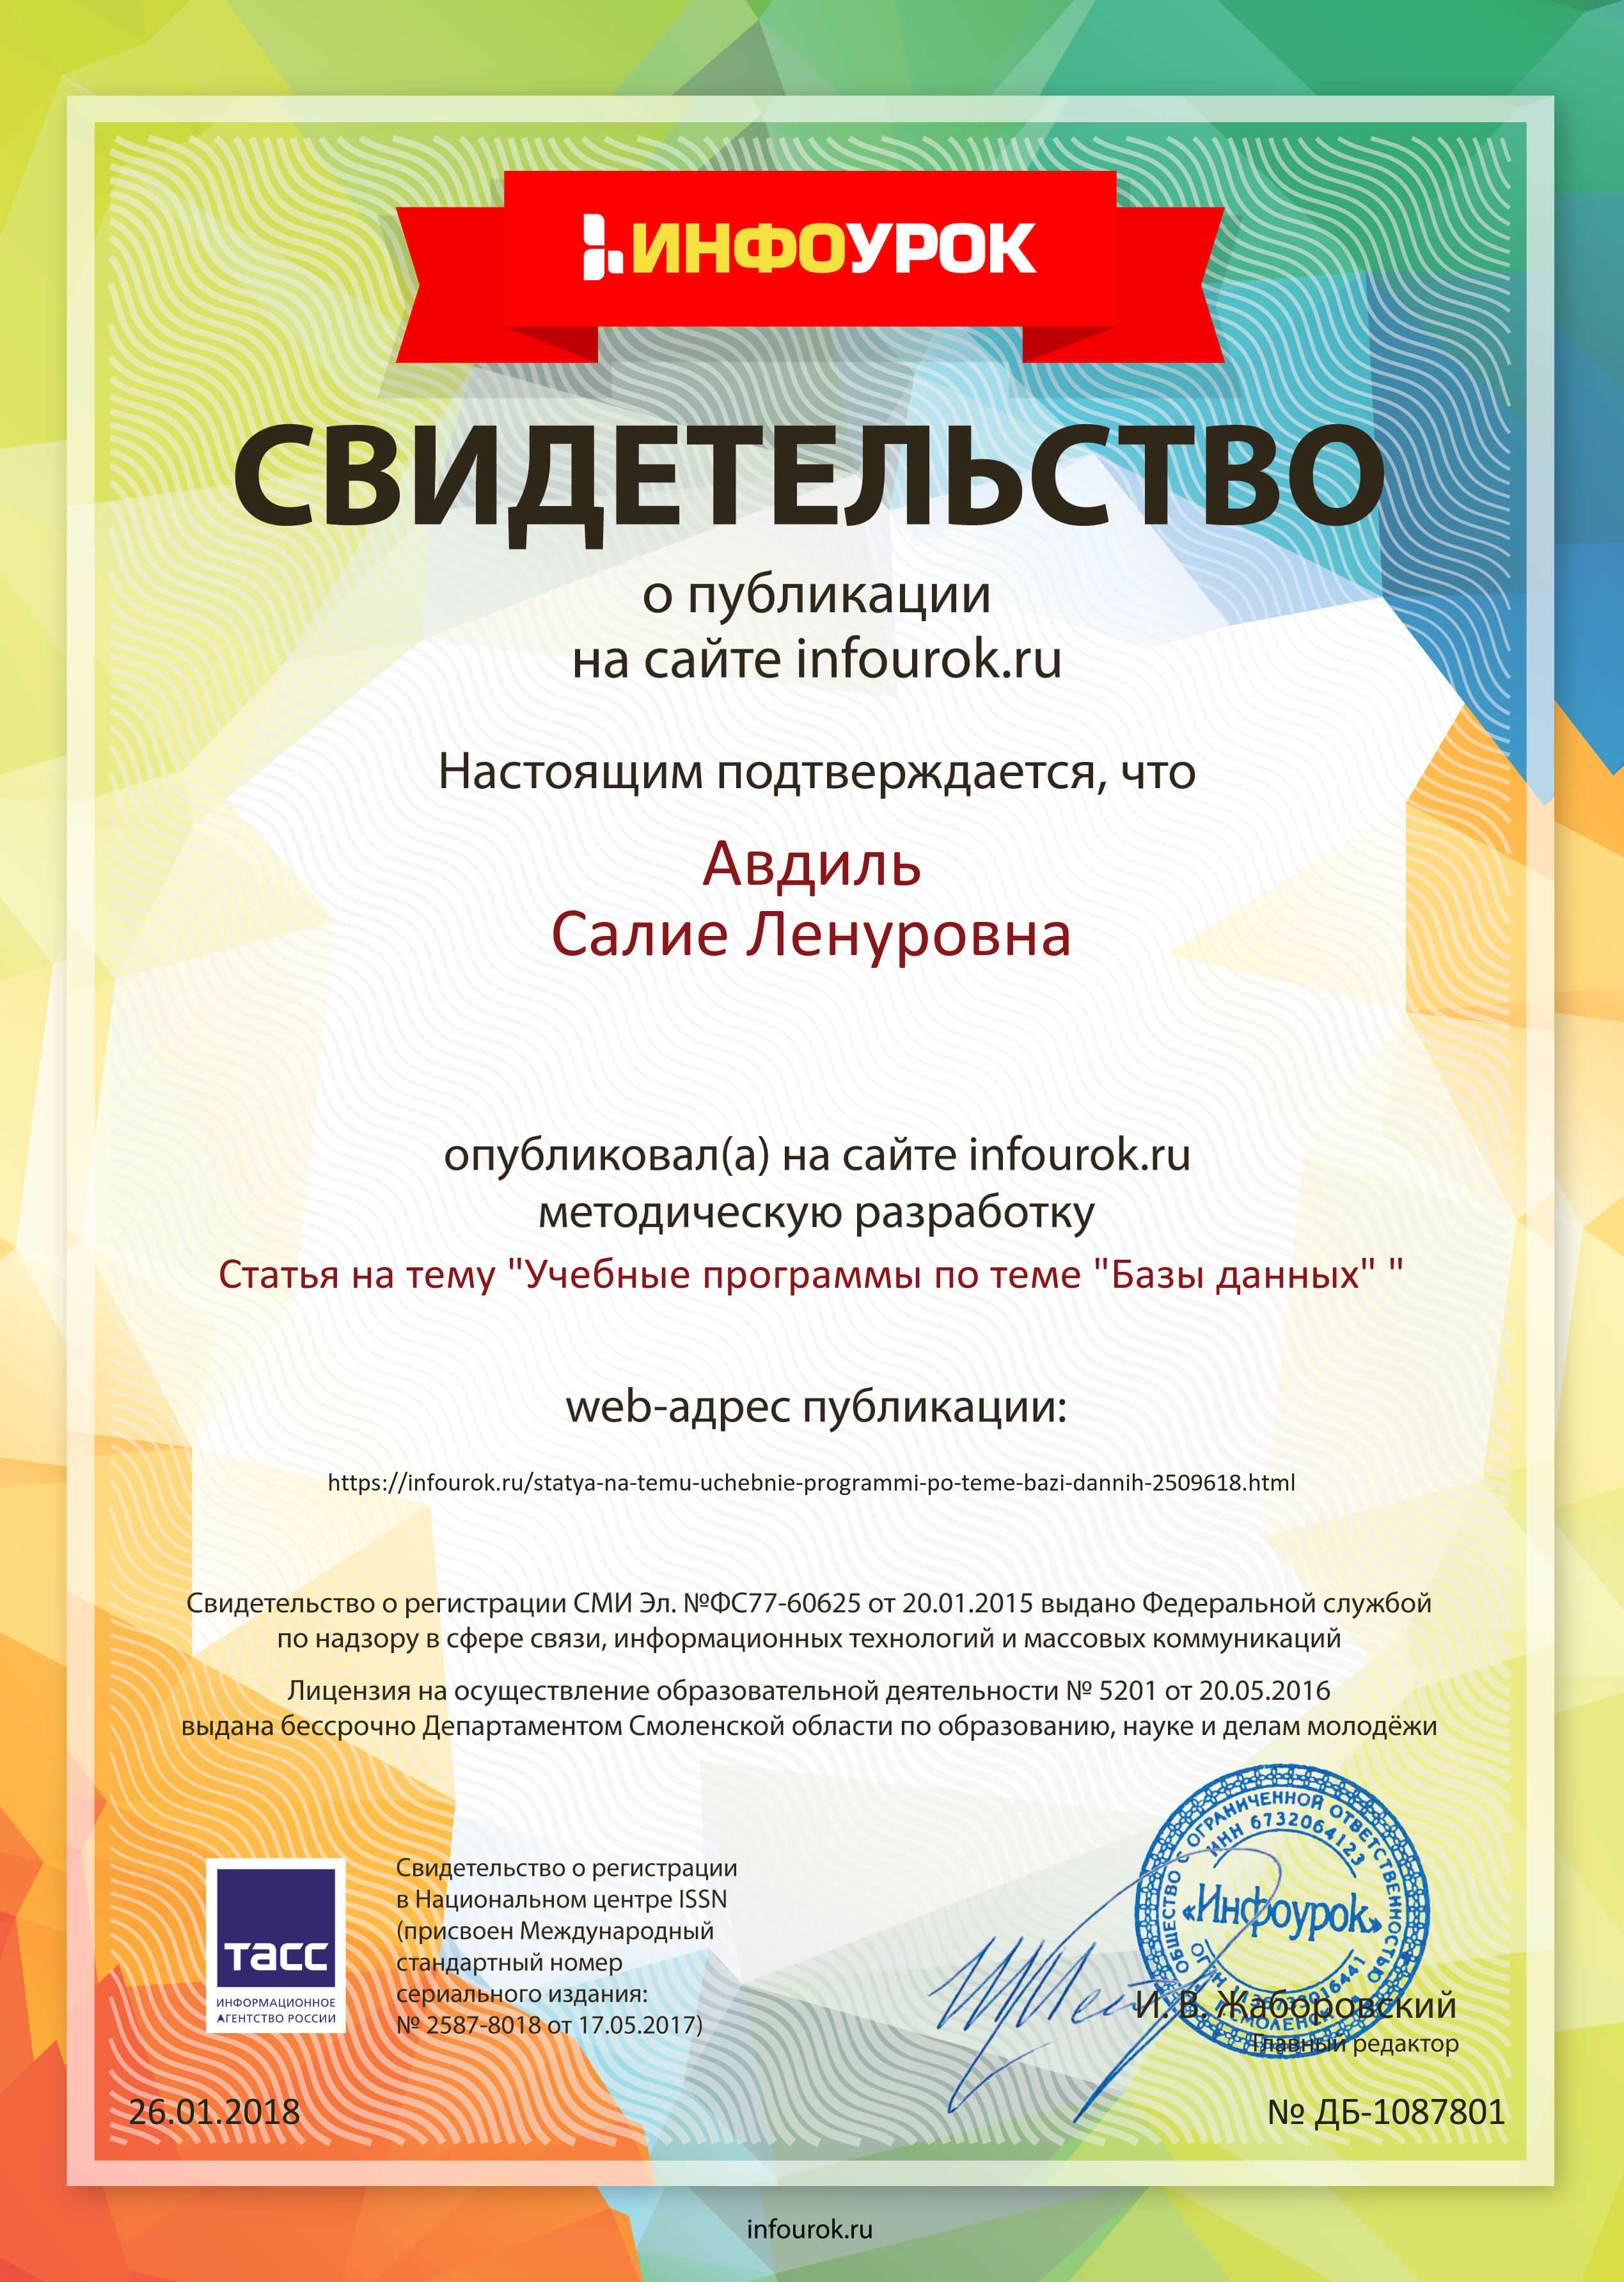 ИНФОУРОК
СВИДЕТЕЛЬСТВО
о публикации
на сайте infourok.ru
Настоящим подтверждается, что
Авдиль
Салие Ленуровна
опубликовал(а) на сайте infourok.ru
методическую разработку
Статья на тему "Учебные программы по теме "Базы данных" "
web-адрес публикации:
https://infourok.ru/statya-na-temu-uchebnie-programmi-po-teme-bazi-dannih-2509618.html
Свидетельство о регистрации СМИ Эл. №ФС77-60625 от 20.01.2015 выдано Федеральной службой
по надзору в сфере связи, информационных технологий и массовых коммуникаций
Лицензия на осуществление образовательной деятельности № 5201 от 20.05.2016
выдана бессрочно Департаментом Смоленской области по образованию, науке и делам молодёжи
тасс
ИНФОРМАЦИОННОЕ
АГЕНТСТВО РОССИИ
Свидетельство о регистрации
в Национальном центре ISSN
(присвоен Международный
стандартный номер
сериального издания:
№ 2587-8018 от 17.05.2017)
ОБЩЕСТВО С ОГРАНИЧЕННОЙ ОТВЕТСТВЕННОСТЬЮ
ИНН 6732064123
«Инфоурок»
И. В. Жаборовский
Главный редактор
26.01.2018
№ ДБ-1087801
infourok.ru